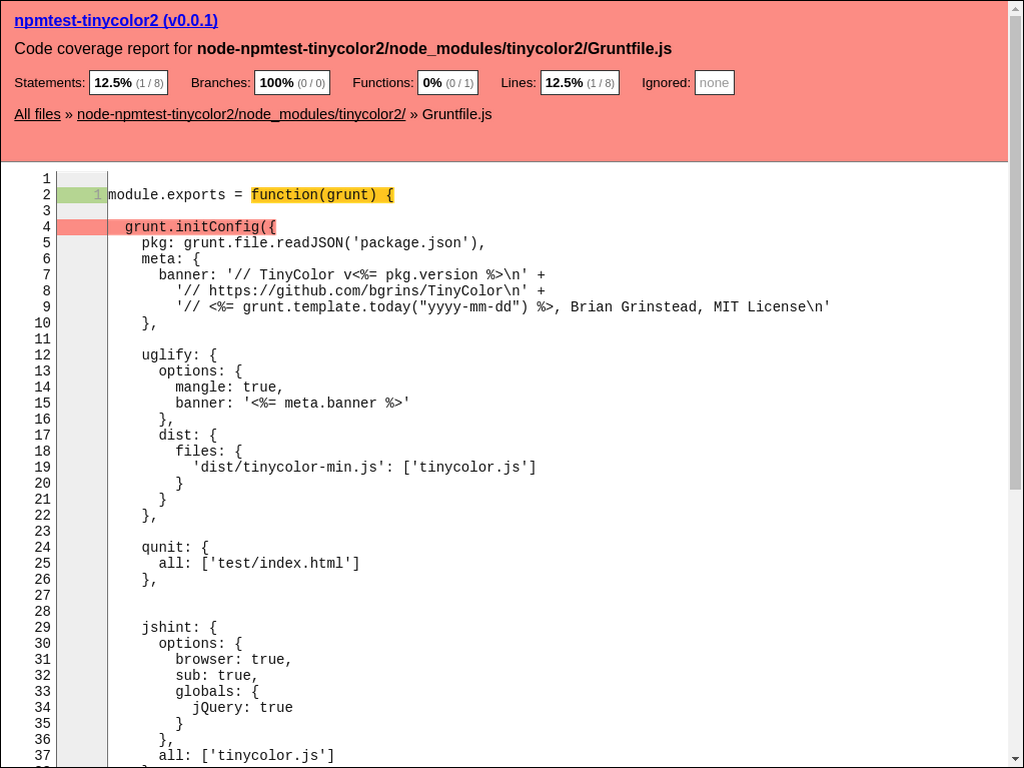 npmtest-tinycolor2 (v0.0.1)
Code coverage report for node-npmtest-tinycolor2/node_modules/tinycolor2/Gruntfile.js
Statements: 12.5% (1 / 8) Branches: 100% (0 / 0) Functions: 0% (0 / 1) Lines: 12.5% (1 / 8) Ignored: none
All files » node-npmtest-tinycolor2/node_modules/tinycolor2/ » Gruntfile.js
1
2 1 module.exports = function(grunt) {
3
4 grunt.initConfig({
5 pkg: grunt.file.readJSON('package.json'),
6 meta: {
7 banner: '// TinyColor v<%= pkg.version %>\n' +
8 '// https://github.com/bgrins/TinyColor\n' +
9 '// <%= grunt.template.today("yyyy-mm-dd") %>, Brian Grinstead, MIT License\n'
10 },
11
12 uglify: {
13 options: {
14 mangle: true,
15 banner: '<%= meta.banner %>'
16 },
17 dist: {
18 files: {
19 'dist/tinycolor-min.js': ['tinycolor.js']
20 }
21 }
22 },
23
24 qunit: {
25 all: ['test/index.html']
26 },
27
28
29 jshint: {
30 options: {
31 browser: true,
32 sub: true,
33 globals: {
34 jQuery: true
35 }
36 },
37 all: ['tinycolor.js']